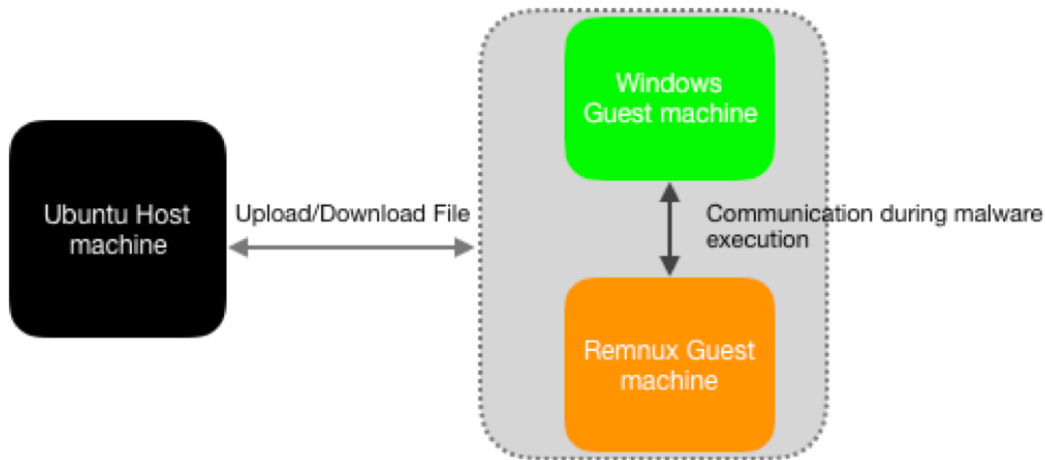 Windows
Guest machine
Ubuntu Host
machine
Upload/Download File
Communication during malware
execution
Remnux Guest
machine